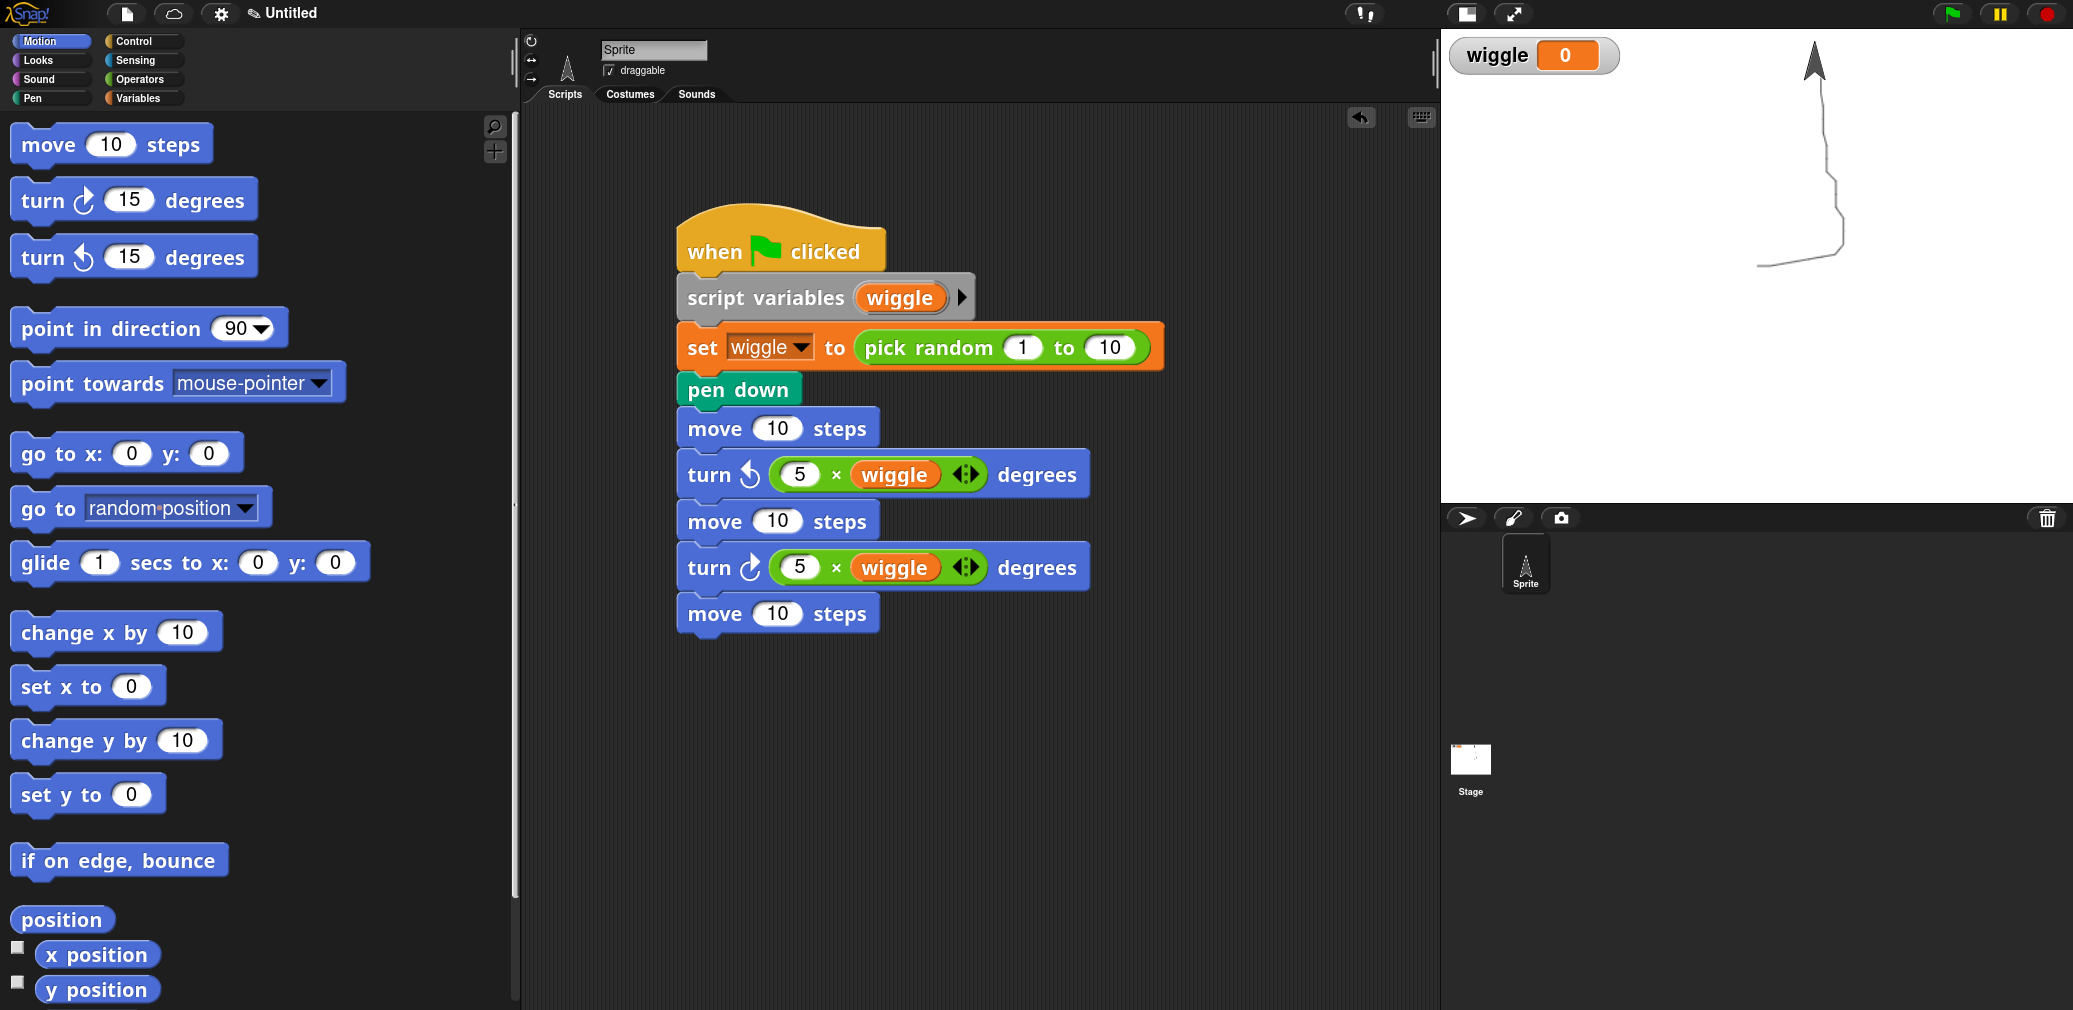 Snap! Untitled
Motion Control
Looks Sensing
Sound Operators
Pen Variables
move 10 steps
turn 15 degrees
turn 15 degrees
point in direction 90
point towards mouse-pointer
go to x: 0 y: 0
go to random position
glide 1 secs to x: 0 y: 0
change x by 10
set x to 0
change y by 10
set y to 0
if on edge, bounce
position
x position
y position
Sprite
draggable
Scripts Costumes Sounds
when clicked
script variables wiggle
set wiggle to pick random 1 to 10
pen down
move 10 steps
turn 5 × wiggle degrees
move 10 steps
turn 5 × wiggle degrees
move 10 steps
wiggle 0
Sprite
Stage